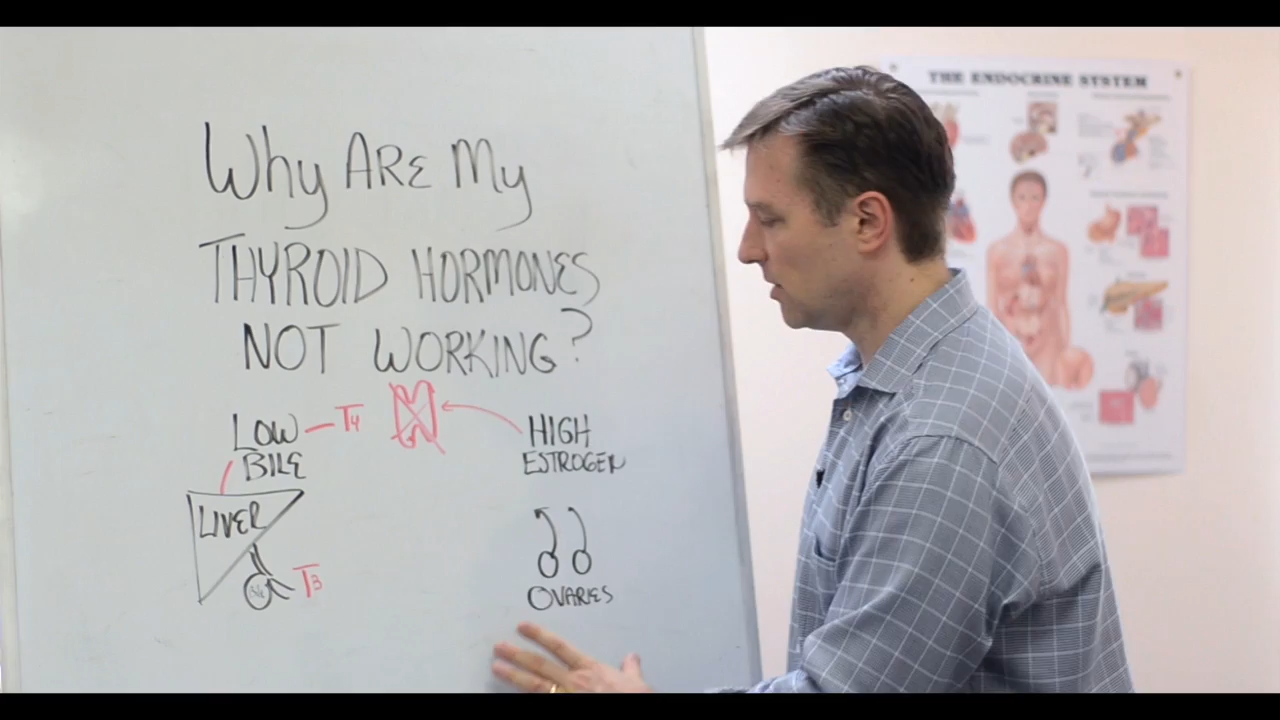 THE ENDOCRINE SYSTEM
Why ARE My
THYROID HORMONES
NOT WORKING?
LOW
BILE
T4
HIGH
ESTROGEN
LIVER
T3
OVARIES